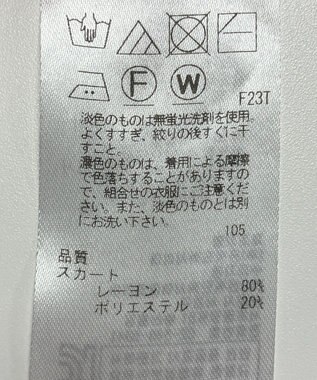 F W F23T
淡色のものは無蛍光洗剤を使用。
よくすすぎ、絞りの後すぐに干
すこと。
濃色のものは、着用による摩擦
で色落ちすることがありますの
で、組合せの衣服にご注意くだ
さい。また、淡色のものとは別
にお洗い下さい。
105
品質
スカート
レーヨン 80%
ポリエステル 20%